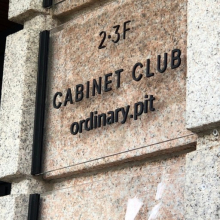 2·3F
CABINET CLUB
ordinary.pit